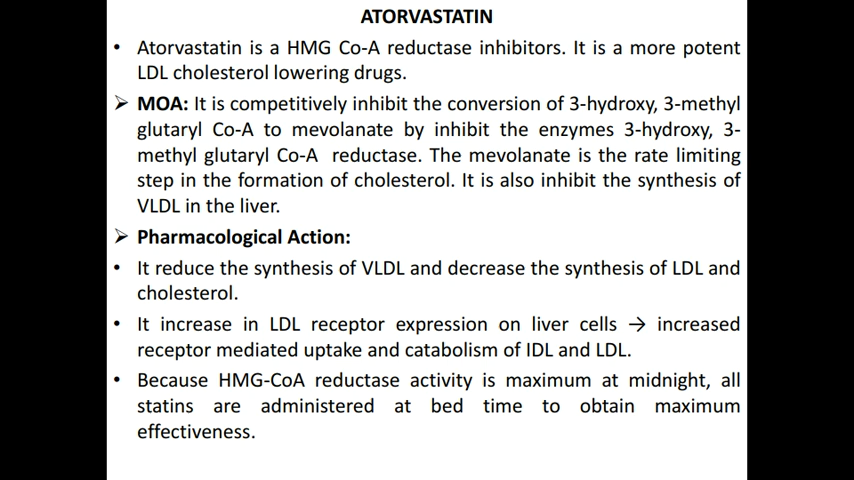 ATORVASTATIN
• Atorvastatin is a HMG Co-A reductase inhibitors. It is a more potent
LDL cholesterol lowering drugs.
➢ MOA: It is competitively inhibit the conversion of 3-hydroxy, 3-methyl
glutaryl Co-A to mevolanate by inhibit the enzymes 3-hydroxy, 3-
methyl glutaryl Co-A reductase. The mevolanate is the rate limiting
step in the formation of cholesterol. It is also inhibit the synthesis of
VLDL in the liver.
➢ Pharmacological Action:
• It reduce the synthesis of VLDL and decrease the synthesis of LDL and
cholesterol.
• It increase in LDL receptor expression on liver cells → increased
receptor mediated uptake and catabolism of IDL and LDL.
• Because HMG-CoA reductase activity is maximum at midnight, all
statins are administered at bed time to obtain maximum
effectiveness.